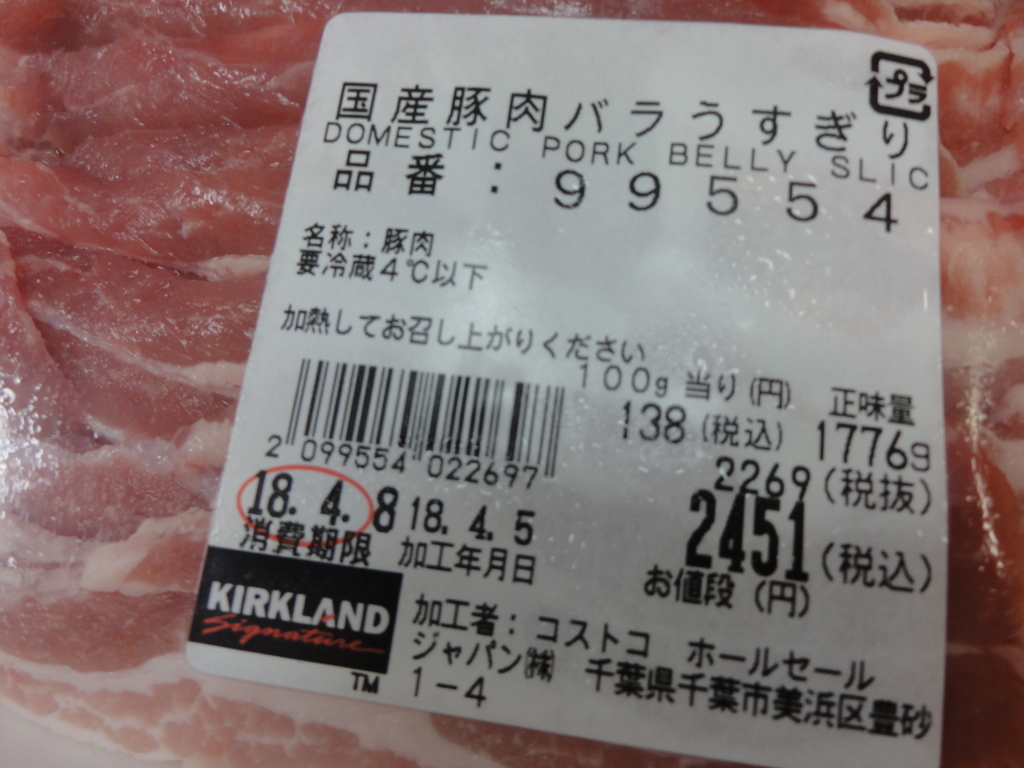 プラ
国産豚肉バラうすぎり
DOMESTIC PORK BELLY SLIC
品番：99554
名称：豚肉
要冷蔵4℃以下
加熱してお召し上がりください
100g 当り(円) 正味量
138(税込) 1776g
2 099554 022697
2269(税抜)
18.4.8 18.4.5
2451(税込)
消費期限 加工年月日
お値段 (円)
KIRKLAND
Signature
TM
加工者：コストコ ホールセール
ジャパン㈱ 千葉県千葉市美浜区豊砂
1-4